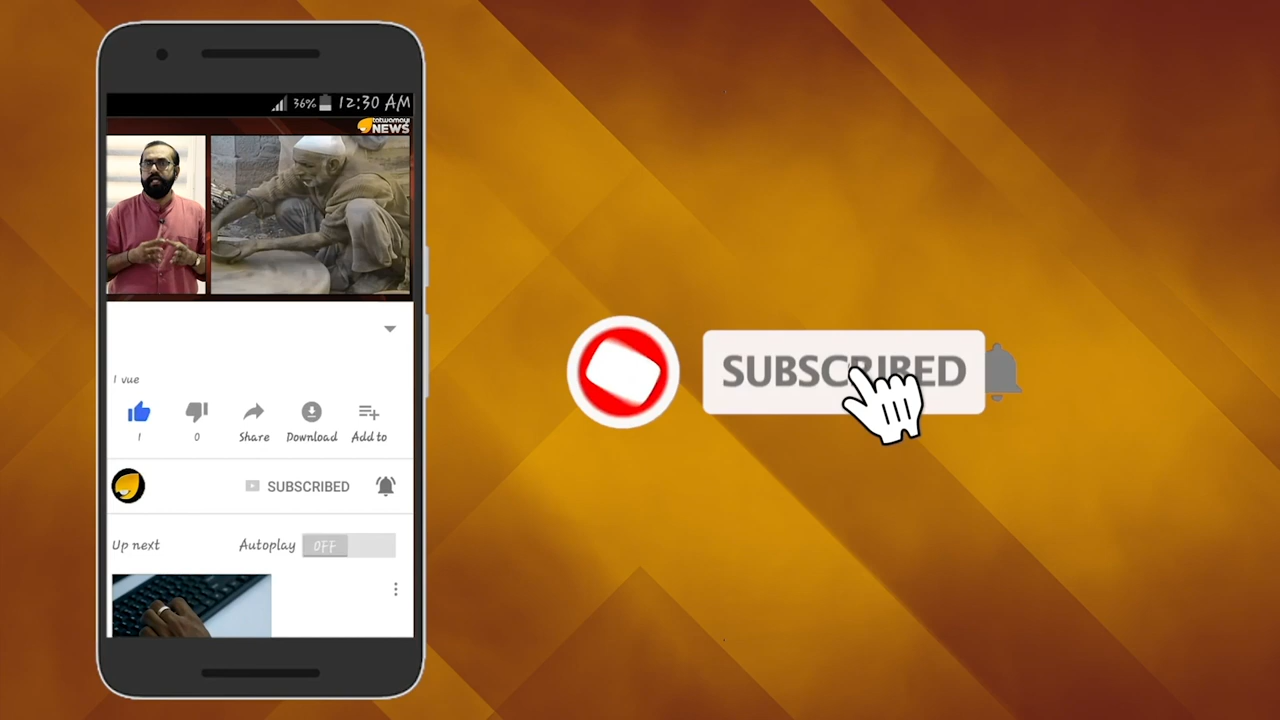 36% 12:30 AM
tatwamayi
NEWS
1 vue
1 0 Share Download Add to
SUBSCRIBED
Up next Autoplay OFF
SUBSCRIBED